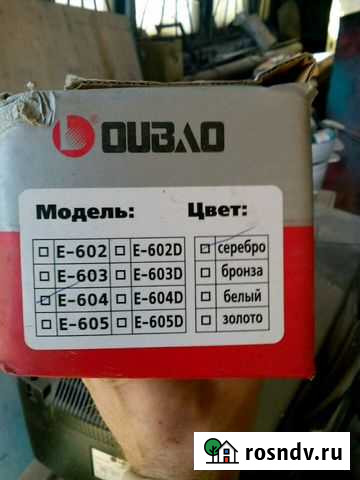 OUBAO
Модель: Цвет:
E-602 E-602D серебро
E-603 E-603D бронза
E-604 E-604D белый
E-605 E-605D золото
rosndv.ru